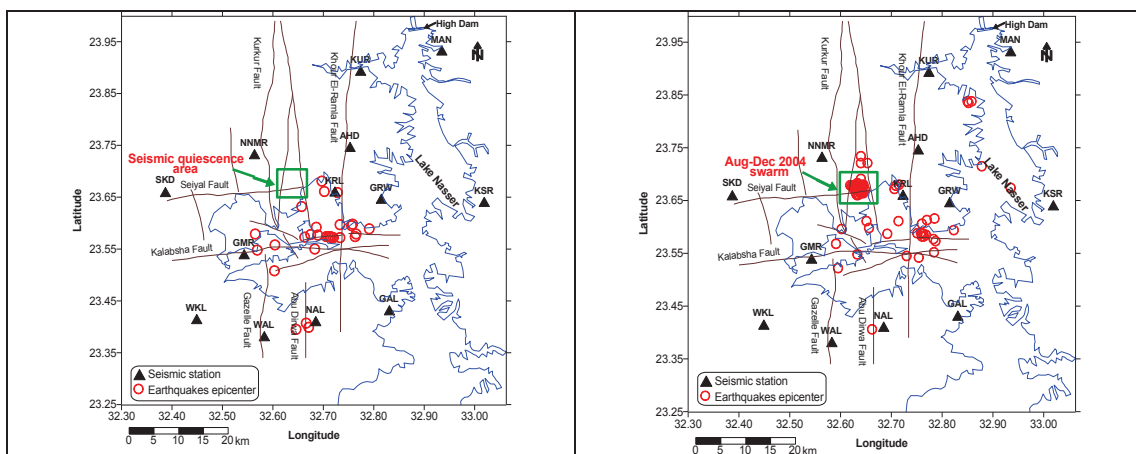 High Dam
23.95
MAN
KUR
Kurkur Fault
Khour El-Ramla Fault
N
23.85
AHD
23.75
NNMR
Seismic quiescence
area
Lake Nasser
SKD
Seiyal Fault
KRL
GRW
KSR
23.65
Latitude
23.55
GMR
Kalabsha Fault
23.45
WKL
Gazelle Fault
WAL
Abu Dirwa Fault
NAL
GAL
23.35
Seismic station
Earthquakes epicenter
23.25
32.30 32.40 32.50 32.60 32.70 32.80 32.90 33.00
Longitude
0 5 10 15 20 km
High Dam
23.95
MAN
KUR
Kurkur Fault
Khour El-Ramla Fault
N
23.85
AHD
23.75
NNMR
Aug-Dec 2004
swarm
Lake Nasser
SKD
Seiyal Fault
KRL
GRW
KSR
23.65
Latitude
23.55
GMR
Kalabsha Fault
23.45
WKL
Gazelle Fault
WAL
Abu Dirwa Fault
NAL
GAL
23.35
Seismic station
Earthquakes epicenter
23.25
32.30 32.40 32.50 32.60 32.70 32.80 32.90 33.00
Longitude
0 5 10 15 20 km